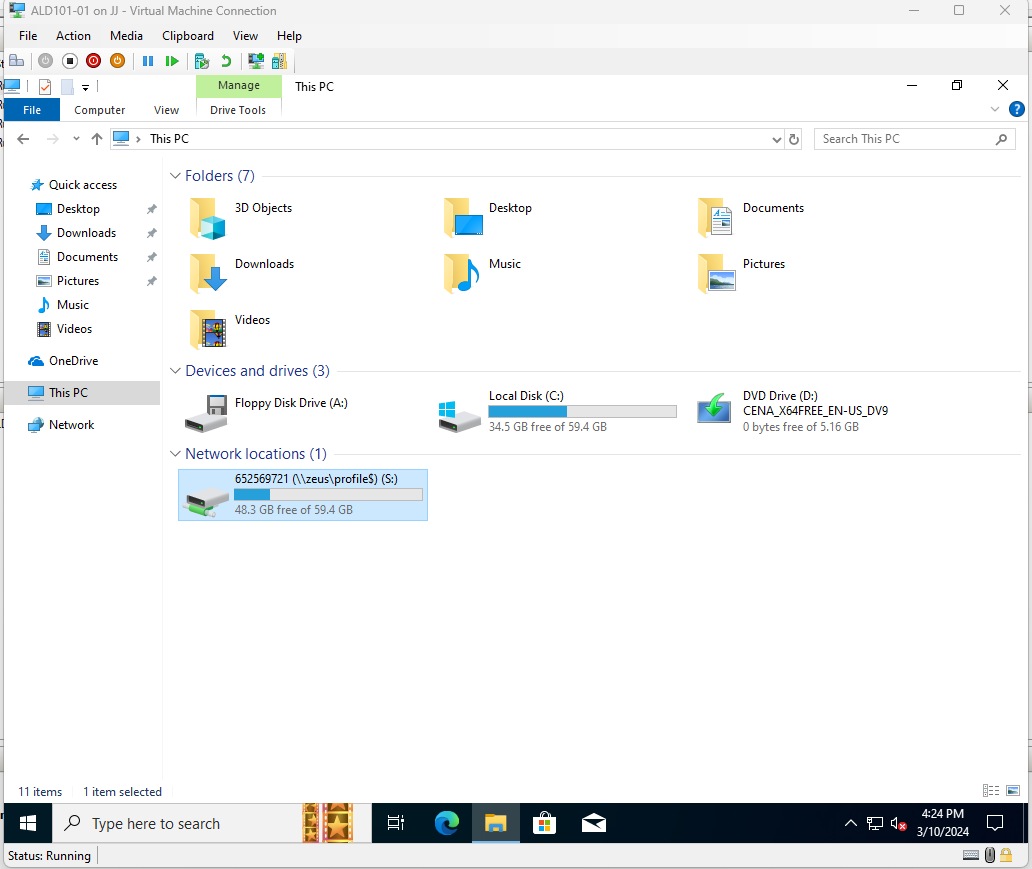 ALD101-01 on JJ - Virtual Machine Connection
File Action Media Clipboard View Help
Manage This PC
File Computer View Drive Tools
This PC
Search This PC
Quick access
Desktop
Downloads
Documents
Pictures
Music
Videos
OneDrive
This PC
Network
Folders (7)
3D Objects
Desktop
Documents
Downloads
Music
Pictures
Videos
Devices and drives (3)
Floppy Disk Drive (A:)
Local Disk (C:)
34.5 GB free of 59.4 GB
DVD Drive (D:)
CENA_X64FREE_EN-US_DV9
0 bytes free of 5.16 GB
Network locations (1)
652569721 (\\zeus\profile$) (S:)
48.3 GB free of 59.4 GB
11 items 1 item selected
Type here to search
4:24 PM
3/10/2024
Status: Running